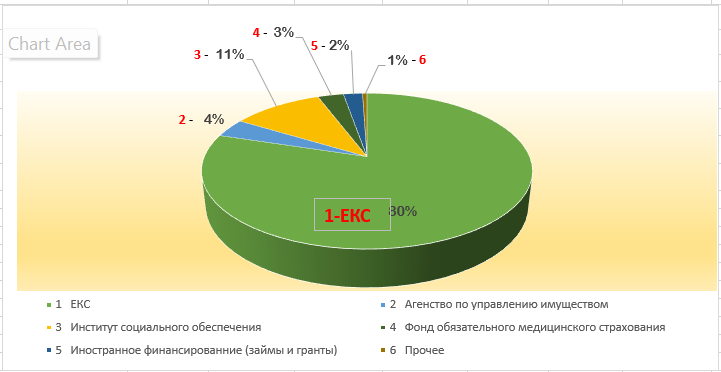 Chart Area
4 - 3%
5 - 2%
3 - 11%
1% - 6
2 - 4%
1-ЕКС 80%
1 ЕКС
2 Агенство по управлению имуществом
3 Институт социального обеспечения
4 Фонд обязательного медицинского страхования
5 Иностранное финансированние (займы и гранты)
6 Прочее